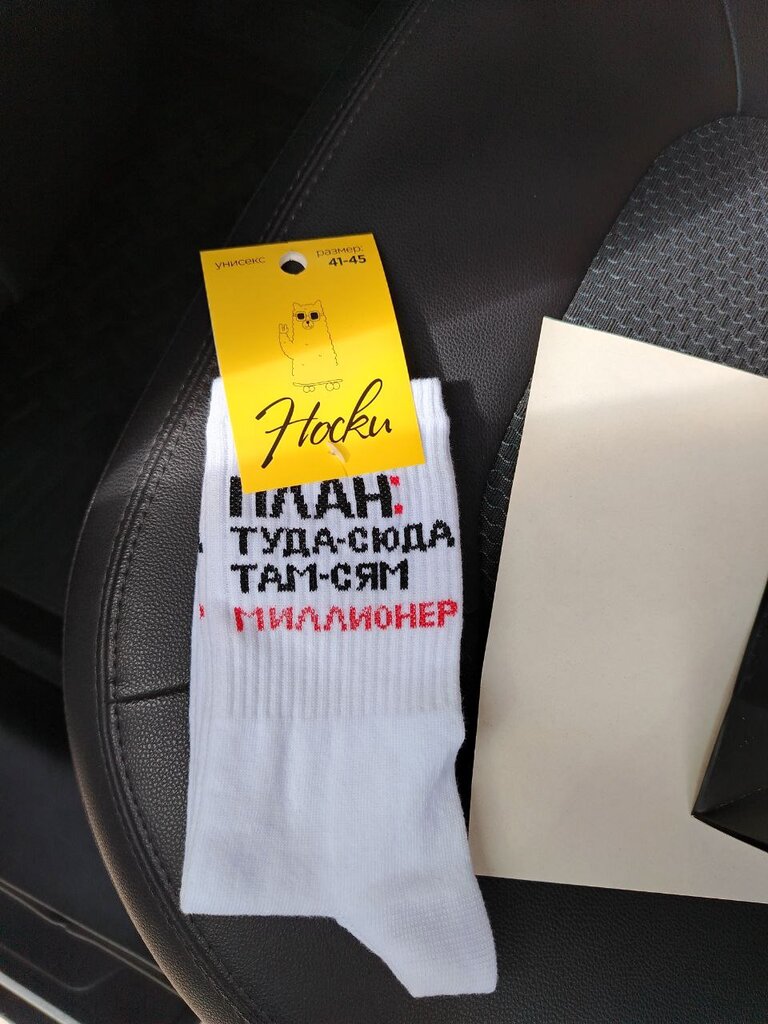 унисекс
размер:
41-45
Носки
ПЛАН:
ТУДА-СЮДА
ТАМ-СЯМ
МИЛЛИОНЕР